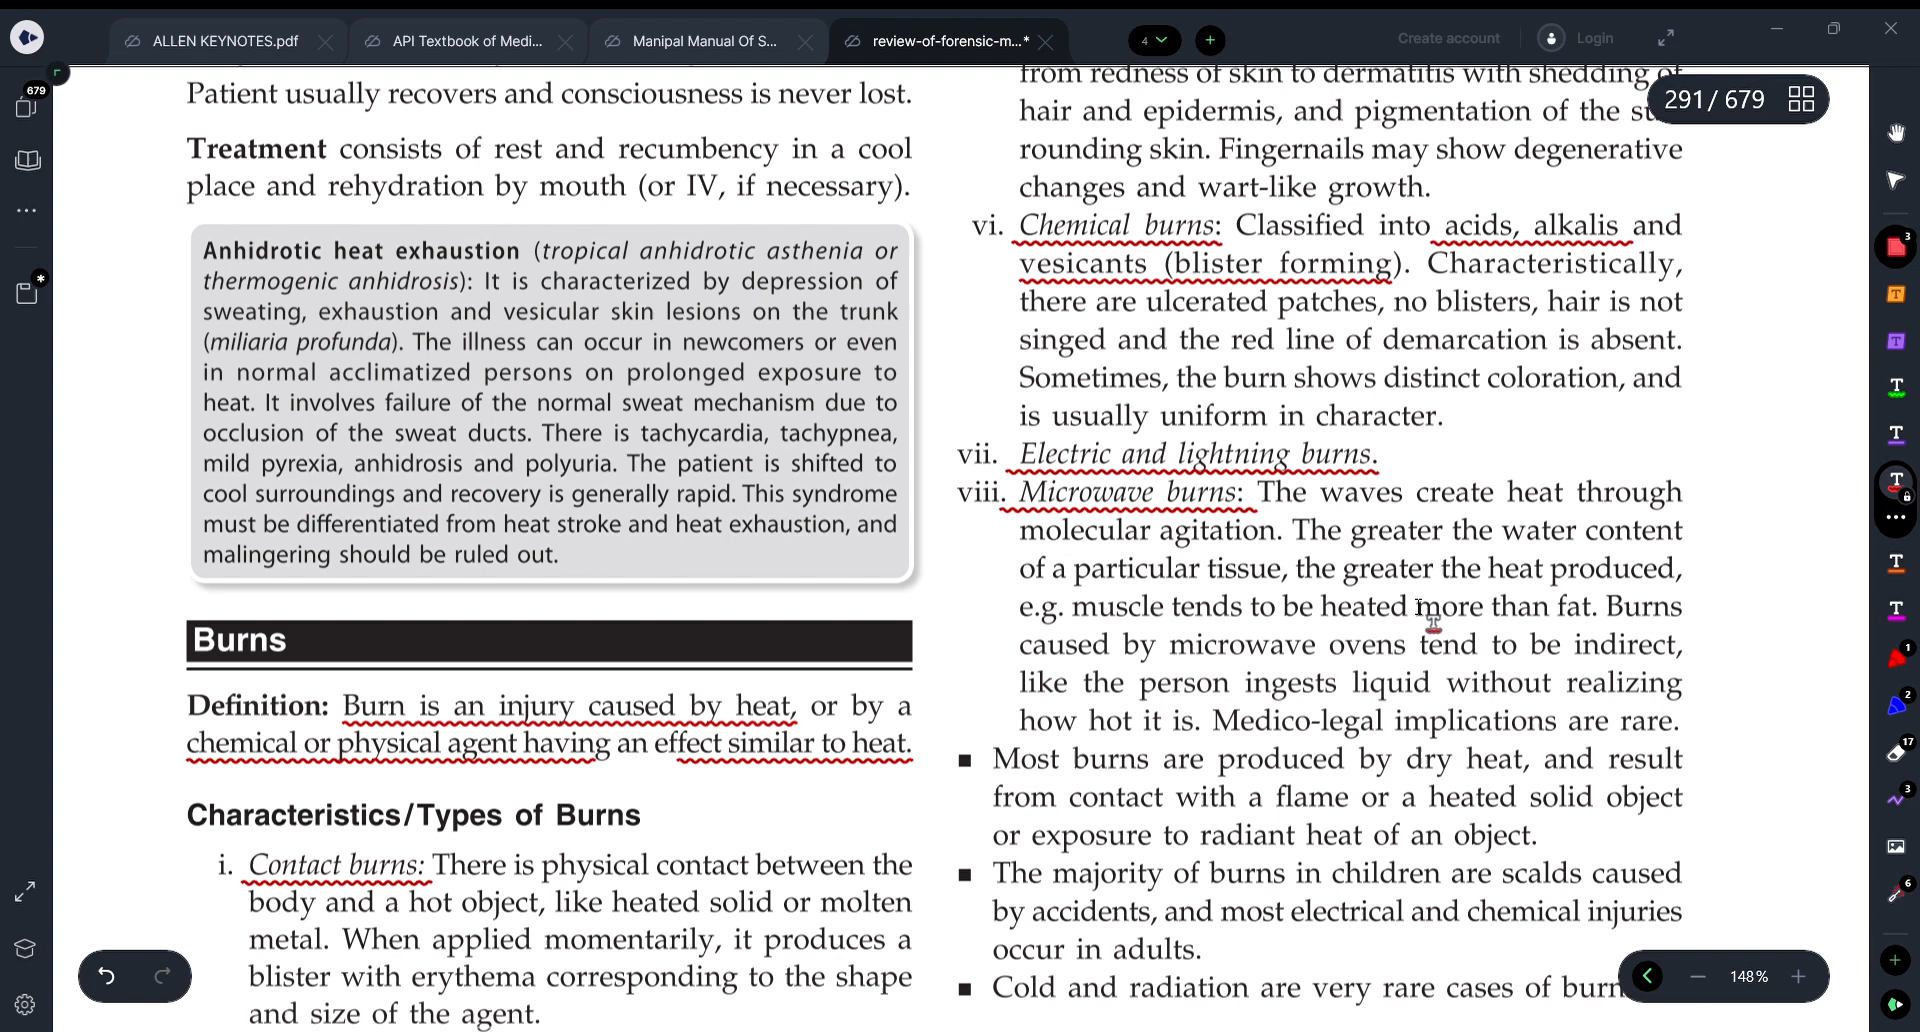 ALLEN KEYNOTES.pdf
API Textbook of Medi...
Manipal Manual Of S...
review-of-forensic-m...*
4
Create account
Login
679
291/ 679
Patient usually recovers and consciousness is never lost.
Treatment consists of rest and recumbency in a cool
place and rehydration by mouth (or IV, if necessary).
Anhidrotic heat exhaustion (tropical anhidrotic asthenia or
thermogenic anhidrosis): It is characterized by depression of
sweating, exhaustion and vesicular skin lesions on the trunk
(miliaria profunda). The illness can occur in newcomers or even
in normal acclimatized persons on prolonged exposure to
heat. It involves failure of the normal sweat mechanism due to
occlusion of the sweat ducts. There is tachycardia, tachypnea,
mild pyrexia, anhidrosis and polyuria. The patient is shifted to
cool surroundings and recovery is generally rapid. This syndrome
must be differentiated from heat stroke and heat exhaustion, and
malingering should be ruled out.
Burns
Definition: Burn is an injury caused by heat, or by a
chemical or physical agent having an effect similar to heat.
Characteristics/Types of Burns
i. Contact burns: There is physical contact between the
body and a hot object, like heated solid or molten
metal. When applied momentarily, it produces a
blister with erythema corresponding to the shape
and size of the agent.
from redness of skin to dermatitis with shedding of
hair and epidermis, and pigmentation of the
rounding skin. Fingernails may show degenerative
changes and wart-like growth.
vi. Chemical burns: Classified into acids, alkalis and
vesicants (blister forming). Characteristically,
there are ulcerated patches, no blisters, hair is not
singed and the red line of demarcation is absent.
Sometimes, the burn shows distinct coloration, and
is usually uniform in character.
vii. Electric and lightning burns.
viii. Microwave burns: The waves create heat through
molecular agitation. The greater the water content
of a particular tissue, the greater the heat produced,
e.g. muscle tends to be heated more than fat. Burns
caused by microwave ovens tend to be indirect,
like the person ingests liquid without realizing
how hot it is. Medico-legal implications are rare.
■ Most burns are produced by dry heat, and result
from contact with a flame or a heated solid object
or exposure to radiant heat of an object.
■ The majority of burns in children are scalds caused
by accidents, and most electrical and chemical injuries
occur in adults.
■ Cold and radiation are very rare cases of burn
148%
3
1
2
17
3
6